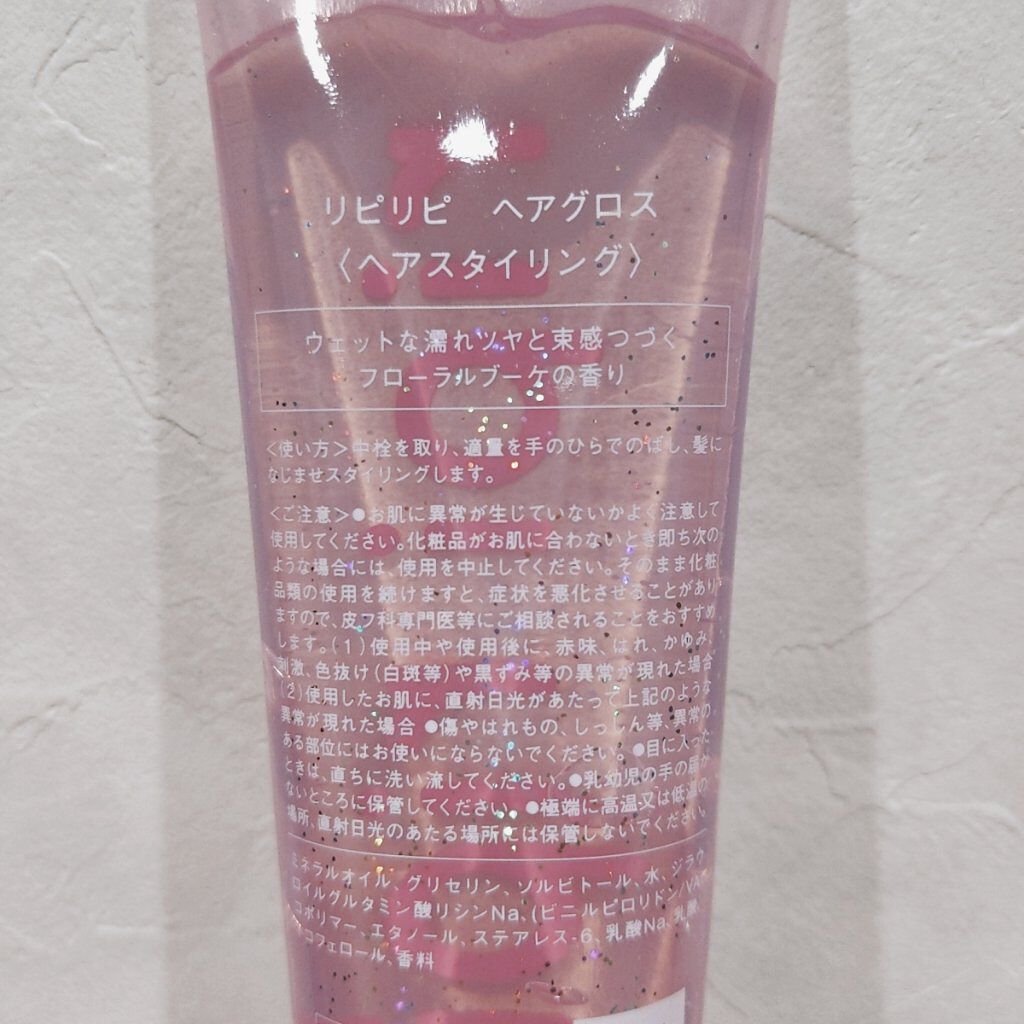 リピリピ　ヘアグロス
〈ヘアスタイリング〉
ウェットな濡れツヤと束感つづく
フローラルブーケの香り
<使い方>中栓を取り、適量を手のひらでのばし、髪に
なじませスタイリングします。
<ご注意>●お肌に異常が生じていないかよく注意して
使用してください。化粧品がお肌に合わないとき即ち次の
ような場合には、使用を中止してください。そのまま化粧
品類の使用を続けますと、症状を悪化させることがあり
ますので、皮フ科専門医等にご相談されることをおすすめ
します。(1)使用中や使用後に、赤味、はれ、かゆみ、
刺激、色抜け(白斑等)や黒ずみ等の異常が現れた場合
(2)使用したお肌に、直射日光があたって上記のような
異常が現れた場合 ●傷やはれもの、しっしん等、異常の
ある部位にはお使いにならないでください。●目に入った
ときは、直ちに洗い流してください。●乳幼児の手の届か
ないところに保管してください。●極端に高温又は低温の
場所、直射日光のあたる場所には保管しないでください。
ミネラルオイル、グリセリン、ソルビトール、水、ジラウ
ロイルグルタミン酸リシンNa、(ビニルピロリドン/VA)
コポリマー、エタノール、ステアレス-6、乳酸Na、乳酸、
トコフェロール、香料